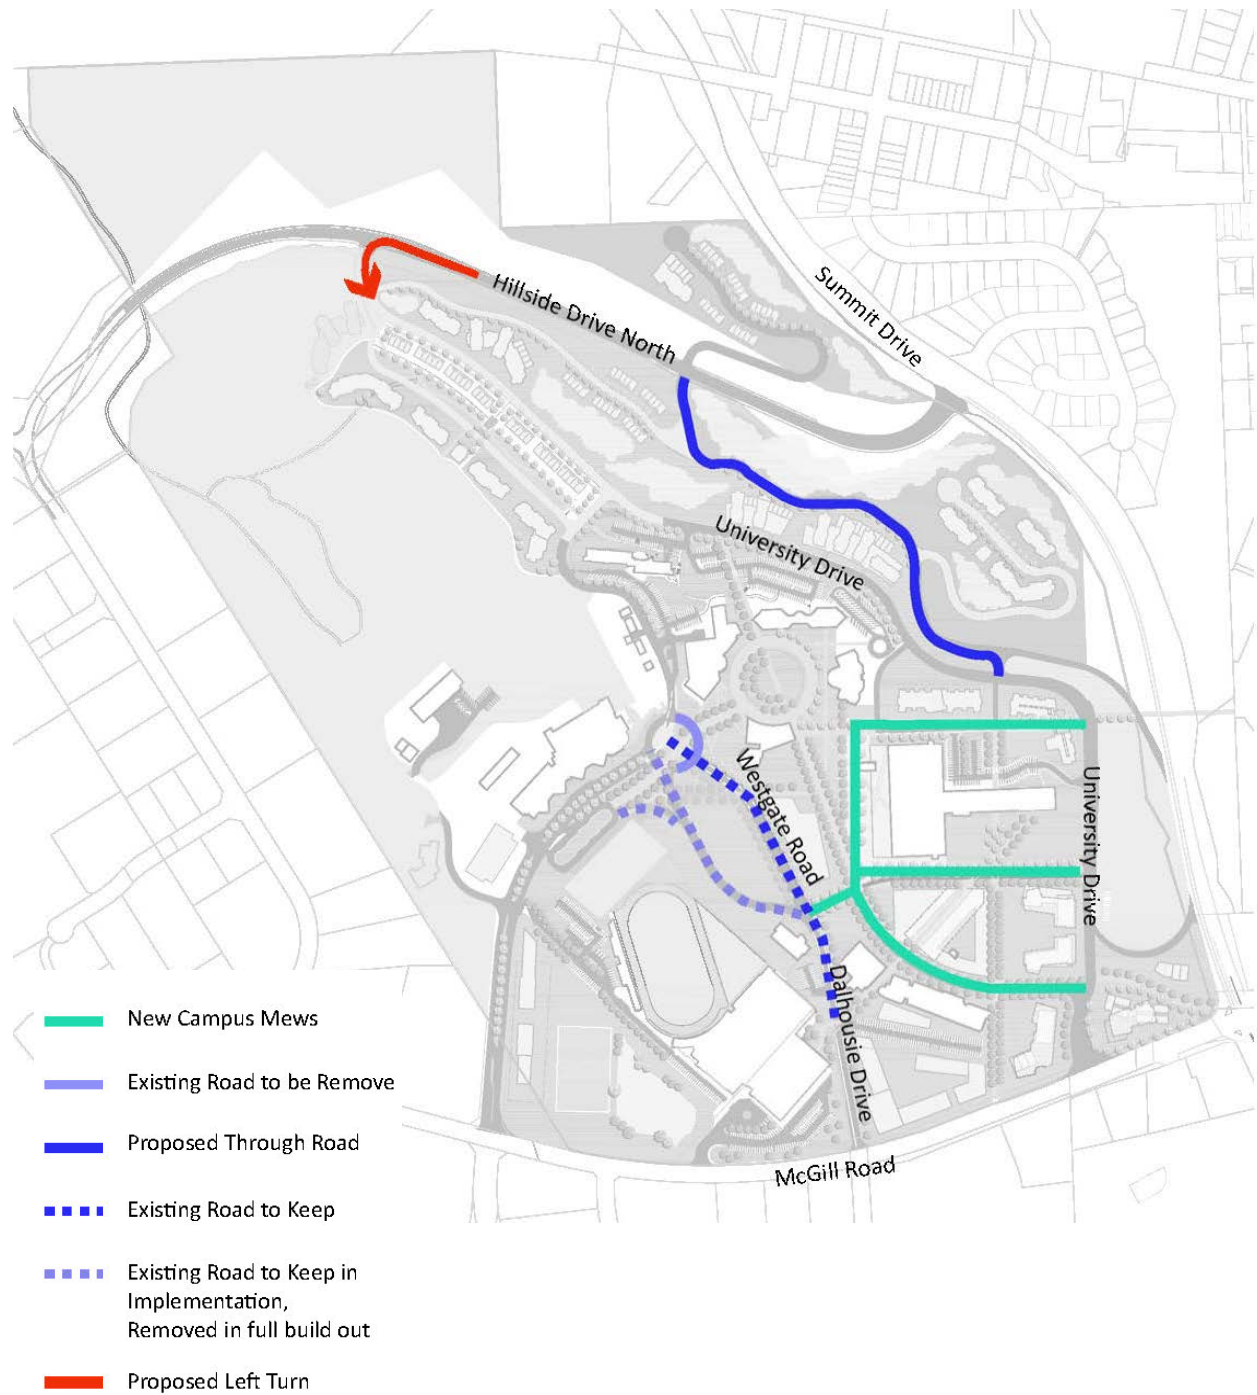 Summit Drive
Hillside Drive North
University Drive
Westgate Road
University Drive
Dalhousie Drive
McGill Road
New Campus Mews
Existing Road to be Remove
Proposed Through Road
Existing Road to Keep
Existing Road to Keep in
Implementation,
Removed in full build out
Proposed Left Turn